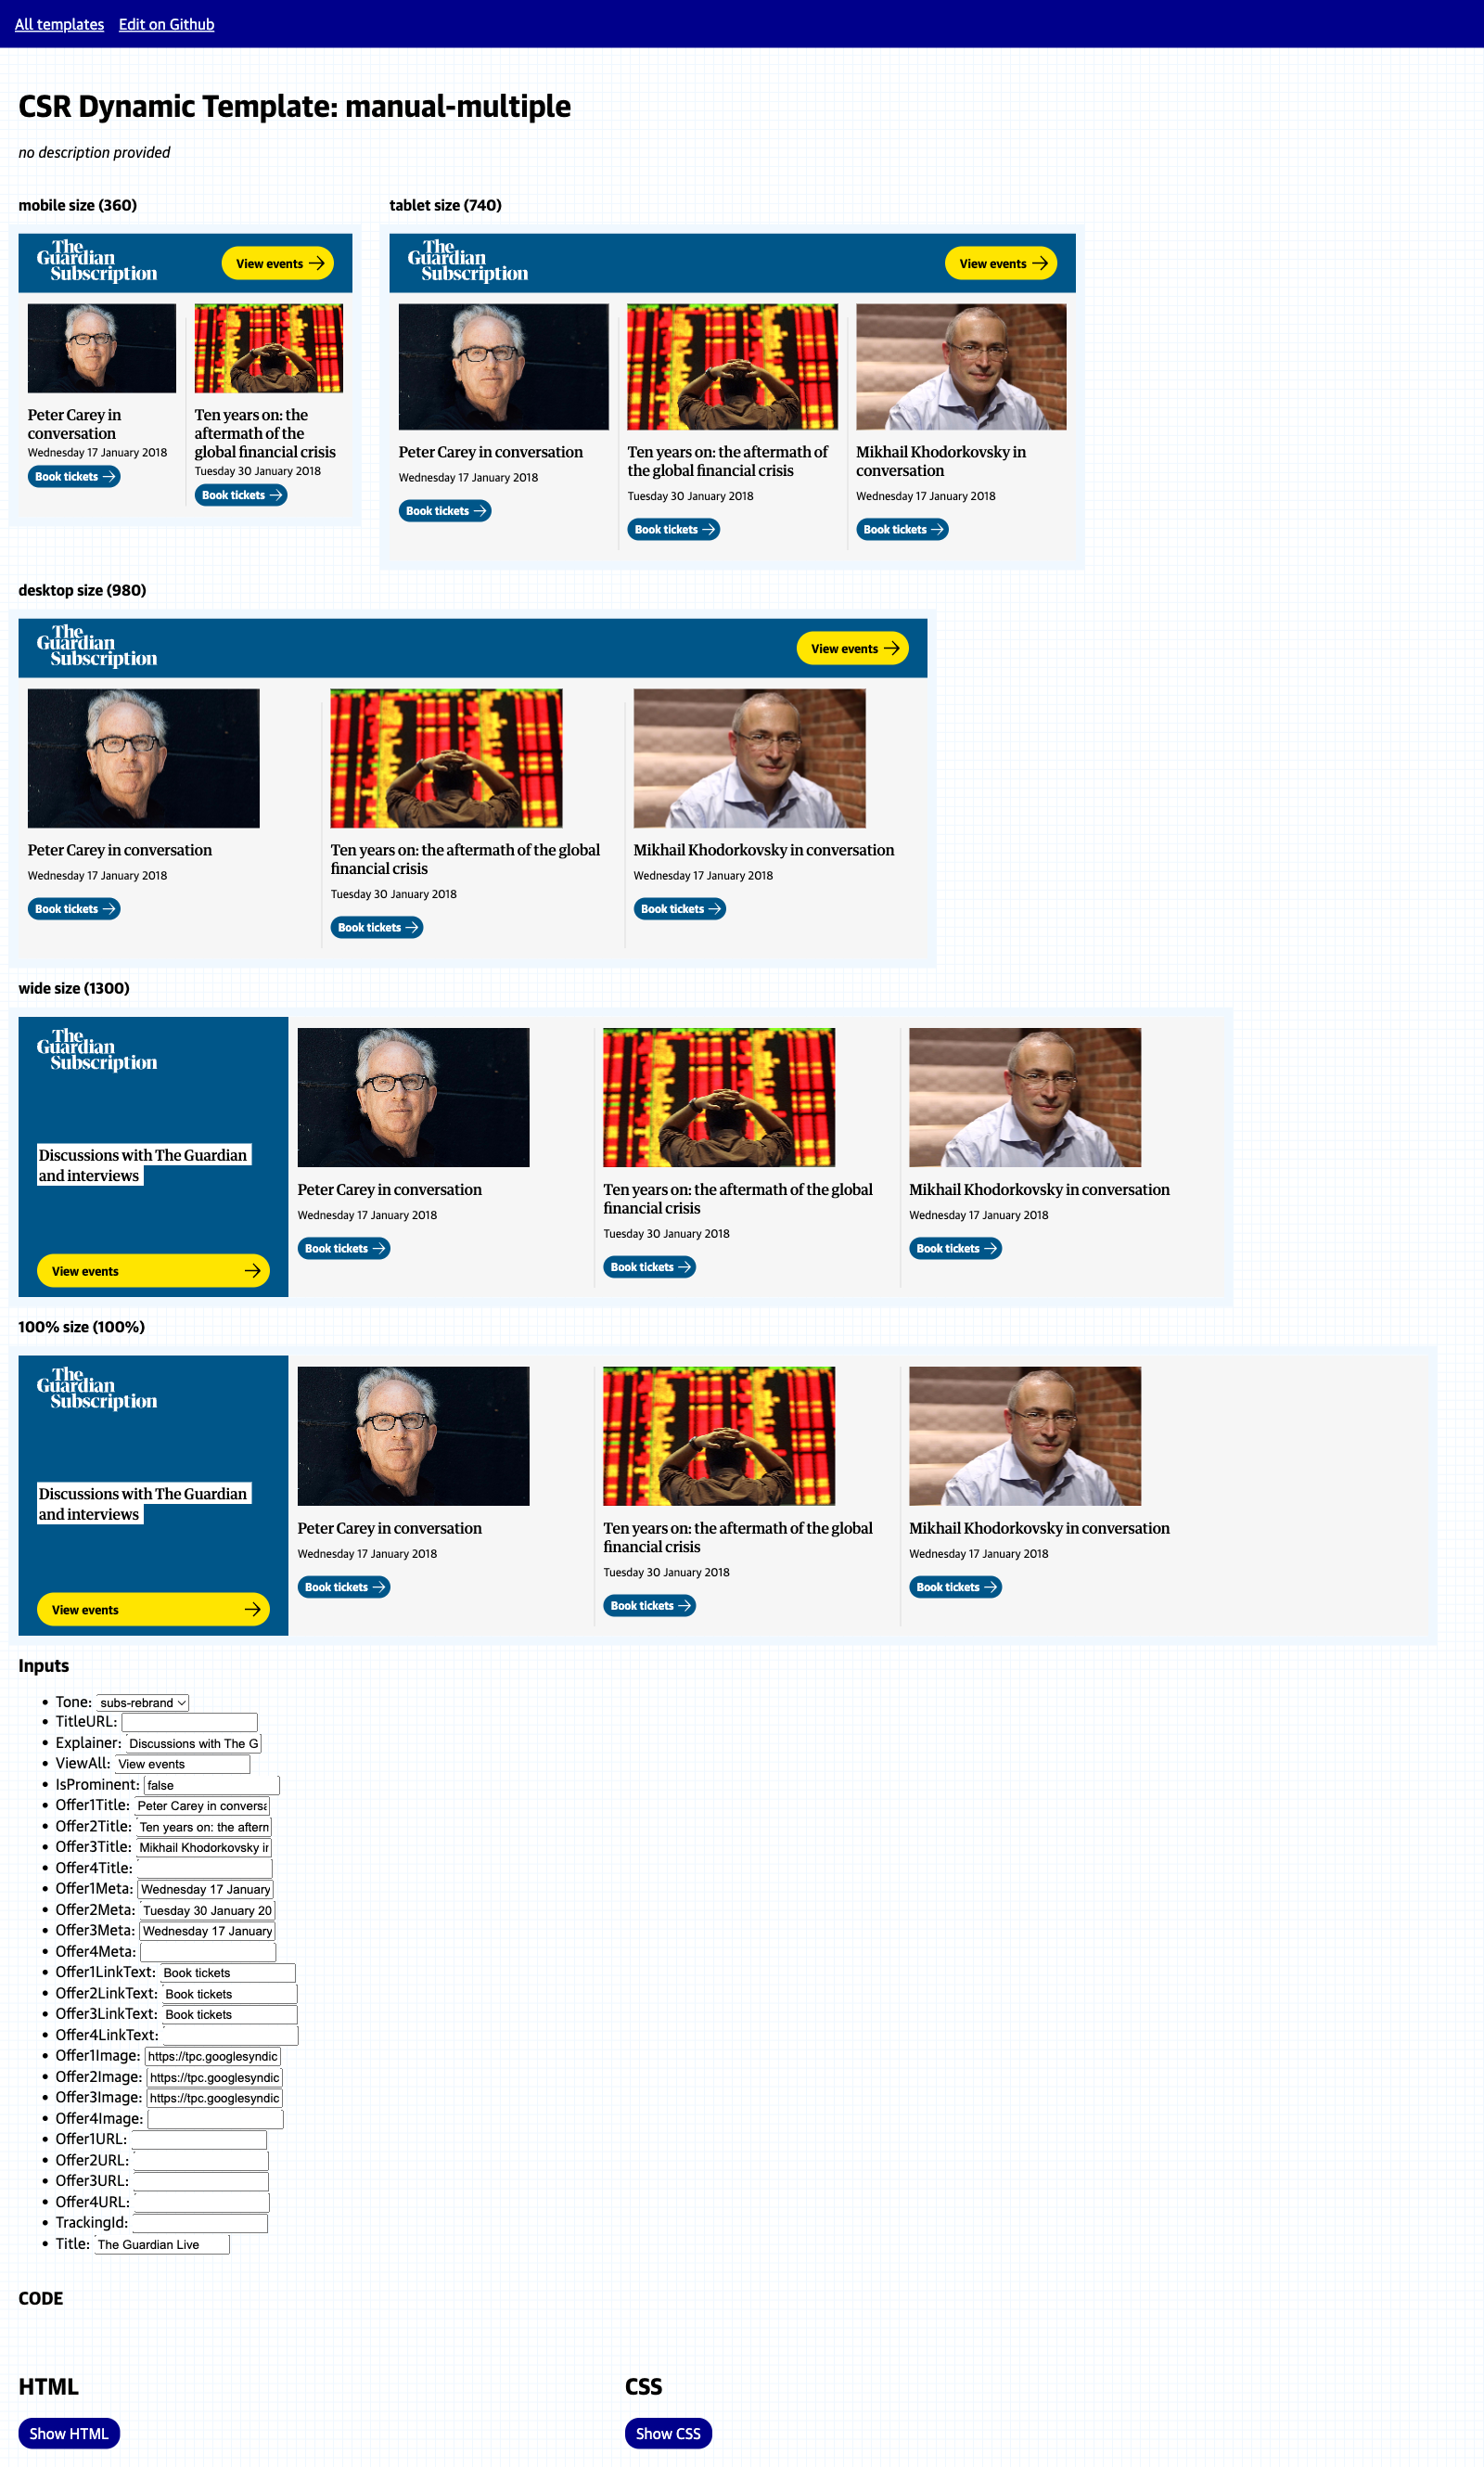 All templates Edit on Github
CSR Dynamic Template: manual-multiple
no description provided
mobile size (360)
The
Guardian
Subscription
View events
Peter Carey in
conversation
Wednesday 17 January 2018
Book tickets
Ten years on: the
aftermath of the
global financial crisis
Tuesday 30 January 2018
Book tickets
tablet size (740)
The
Guardian
Subscription
View events
Peter Carey in conversation
Wednesday 17 January 2018
Book tickets
Ten years on: the aftermath of
the global financial crisis
Tuesday 30 January 2018
Book tickets
Mikhail Khodorkovsky in
conversation
Wednesday 17 January 2018
Book tickets
desktop size (980)
The
Guardian
Subscription
View events
Peter Carey in conversation
Wednesday 17 January 2018
Book tickets
Ten years on: the aftermath of the global
financial crisis
Tuesday 30 January 2018
Book tickets
Mikhail Khodorkovsky in conversation
Wednesday 17 January 2018
Book tickets
wide size (1300)
The
Guardian
Subscription
Discussions with The Guardian
and interviews
View events
Peter Carey in conversation
Wednesday 17 January 2018
Book tickets
Ten years on: the aftermath of the global
financial crisis
Tuesday 30 January 2018
Book tickets
Mikhail Khodorkovsky in conversation
Wednesday 17 January 2018
Book tickets
100% size (100%)
The
Guardian
Subscription
Discussions with The Guardian
and interviews
View events
Peter Carey in conversation
Wednesday 17 January 2018
Book tickets
Ten years on: the aftermath of the global
financial crisis
Tuesday 30 January 2018
Book tickets
Mikhail Khodorkovsky in conversation
Wednesday 17 January 2018
Book tickets
Inputs
Tone: subs-rebrand
TitleURL:
Explainer: Discussions with The G
ViewAll: View events
IsProminent: false
Offer1Title: Peter Carey in conversa
Offer2Title: Ten years on: the aftern
Offer3Title: Mikhail Khodorkovsky ir
Offer4Title:
Offer1Meta: Wednesday 17 January
Offer2Meta: Tuesday 30 January 20
Offer3Meta: Wednesday 17 January
Offer4Meta:
Offer1LinkText: Book tickets
Offer2LinkText: Book tickets
Offer3LinkText: Book tickets
Offer4LinkText:
Offer1Image: https://tpc.googlesyndic
Offer2Image: https://tpc.googlesyndic
Offer3Image: https://tpc.googlesyndic
Offer4Image:
Offer1URL:
Offer2URL:
Offer3URL:
Offer4URL:
TrackingId:
Title: The Guardian Live
CODE
HTML
Show HTML
CSS
Show CSS